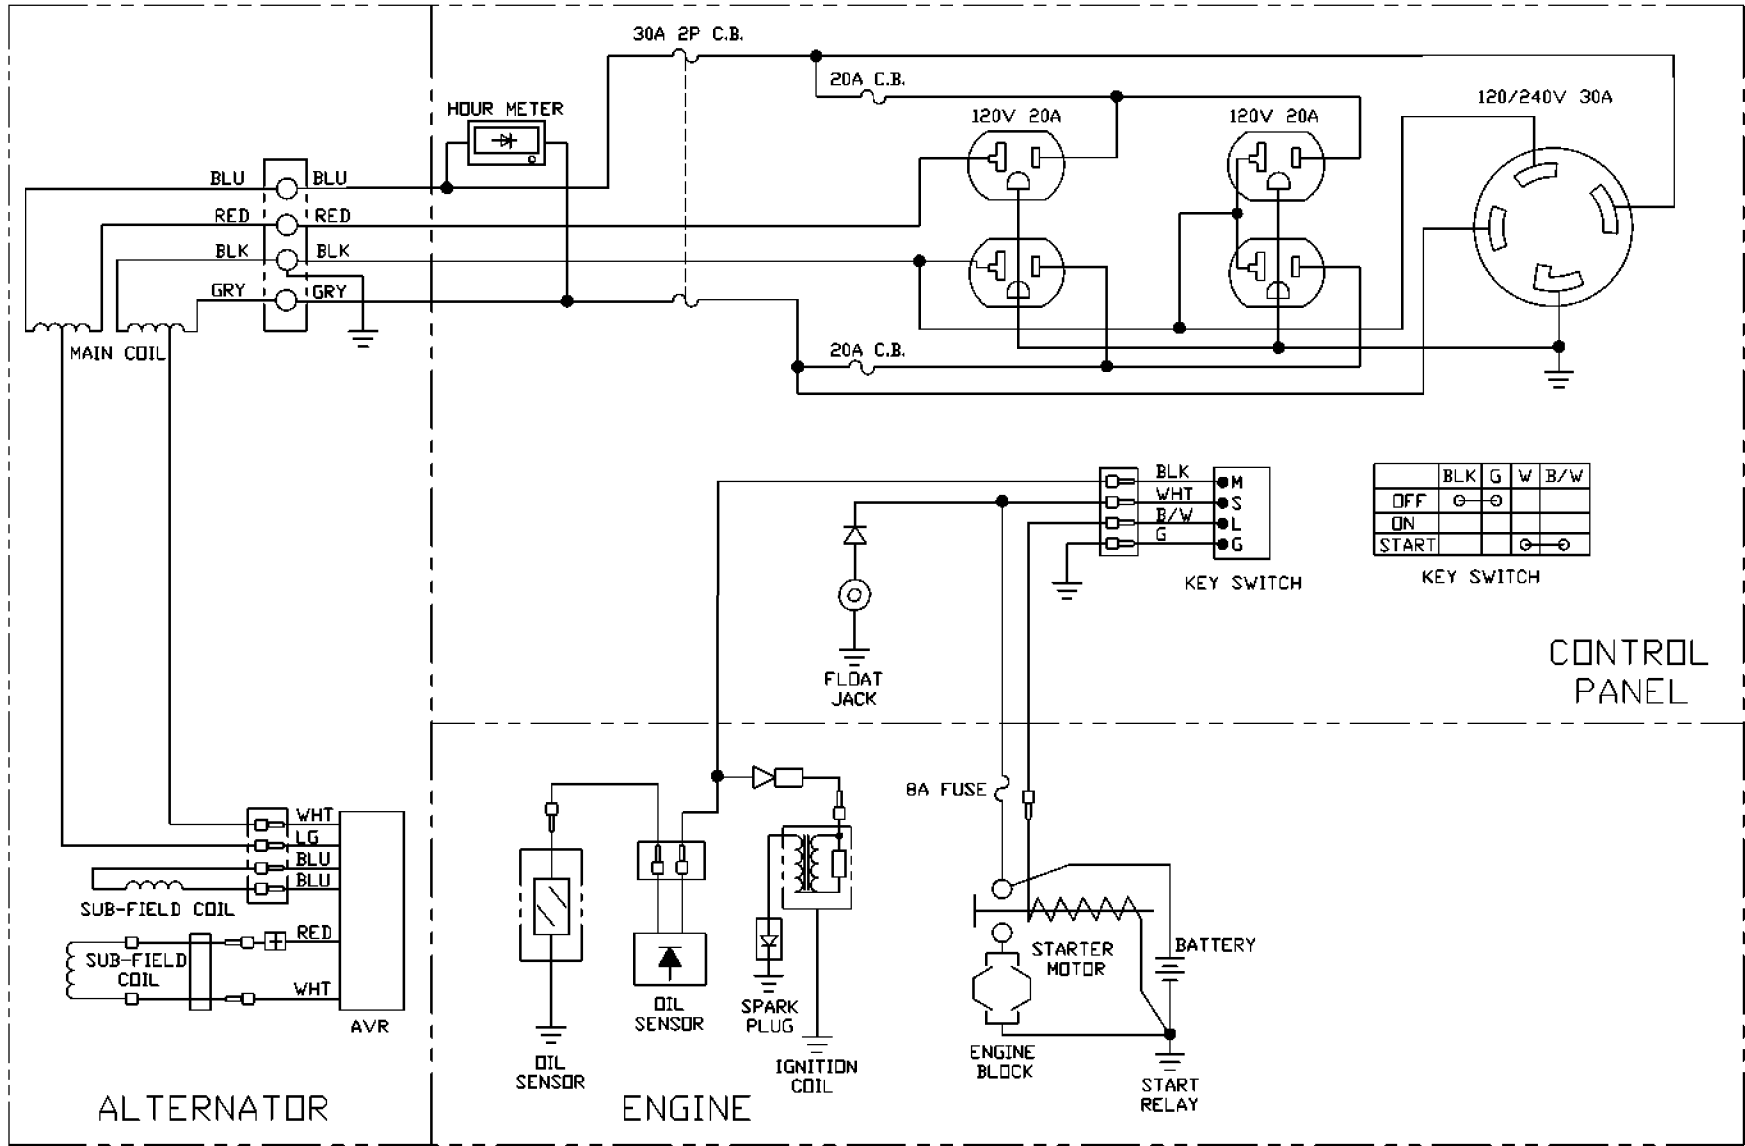 30A 2P C.B.
20A C.B.
HOUR METER
120V 20A
120V 20A
120/240V 30A
BLU
BLU
RED
RED
BLK
BLK
GRY
GRY
MAIN COIL
20A C.B.
BLK
M
WHT
S
B/W
L
G
G
KEY SWITCH
BLK G W B/W
OFF
ON
START
KEY SWITCH
FLOAT
JACK
CONTROL
PANEL
8A FUSE
WHT
LG
BLU
BLU
SUB-FIELD COIL
RED
SUB-FIELD
COIL
WHT
AVR
OIL
SENSOR
OIL
SENSOR
SPARK
PLUG
IGNITION
COIL
STARTER
MOTOR
BATTERY
ENGINE
BLOCK
START
RELAY
ALTERNATOR
ENGINE